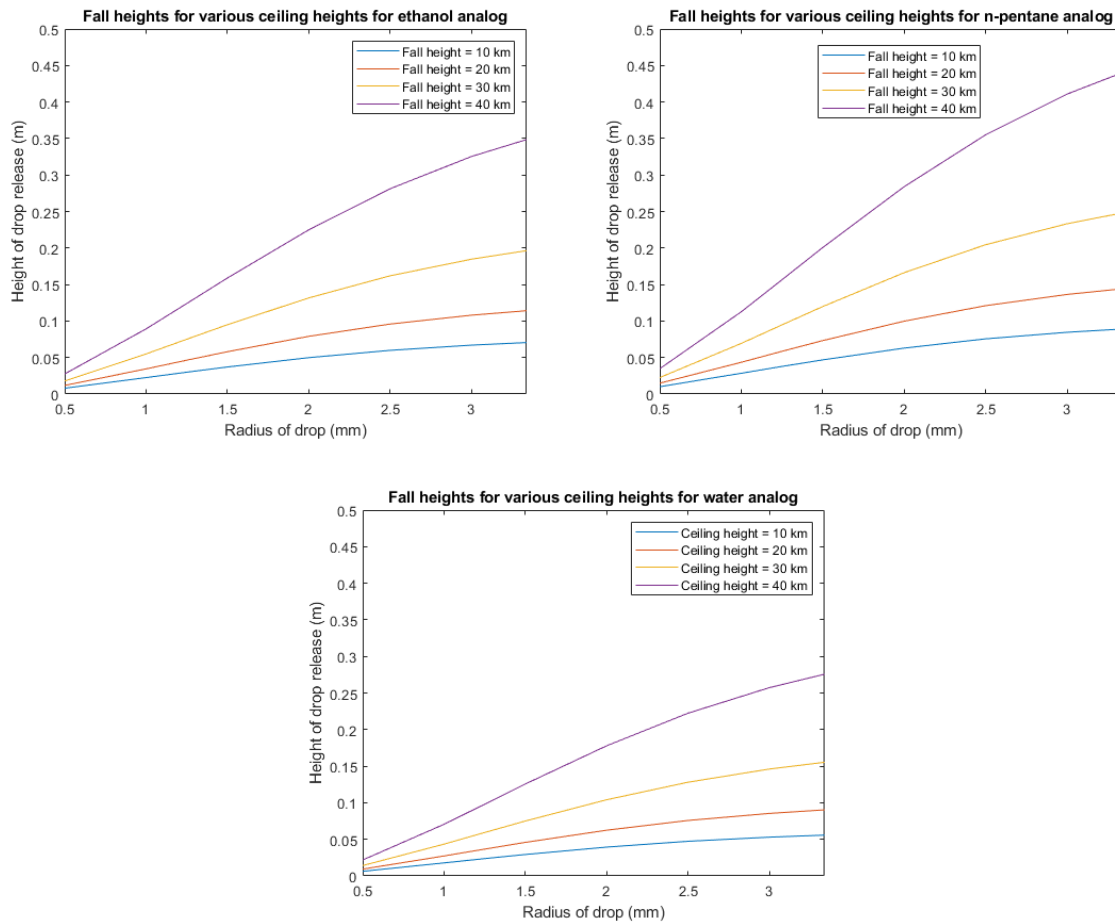 Fall heights for various ceiling heights for ethanol analog
0.5
0.45
0.4
0.35
0.3
0.25
0.2
0.15
0.1
0.05
0
Height of drop release (m)
Fall height = 10 km
Fall height = 20 km
Fall height = 30 km
Fall height = 40 km
0.5 1 1.5 2 2.5 3
Radius of drop (mm)
Fall heights for various ceiling heights for n-pentane analog
0.5
0.45
0.4
0.35
0.3
0.25
0.2
0.15
0.1
0.05
0
Height of drop release (m)
Fall height = 10 km
Fall height = 20 km
Fall height = 30 km
Fall height = 40 km
0.5 1 1.5 2 2.5 3
Radius of drop (mm)
Fall heights for various ceiling heights for water analog
0.5
0.45
0.4
0.35
0.3
0.25
0.2
0.15
0.1
0.05
0
Height of drop release (m)
Ceiling height = 10 km
Ceiling height = 20 km
Ceiling height = 30 km
Ceiling height = 40 km
0.5 1 1.5 2 2.5 3
Radius of drop (mm)